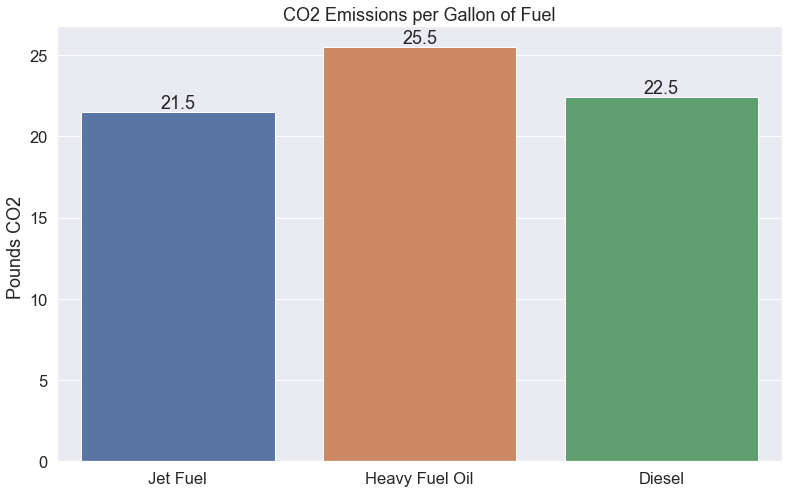 CO2 Emissions per Gallon of Fuel
25.5
22.5
21.5
25
20
15
10
5
0
Pounds CO2
Jet Fuel
Heavy Fuel Oil
Diesel